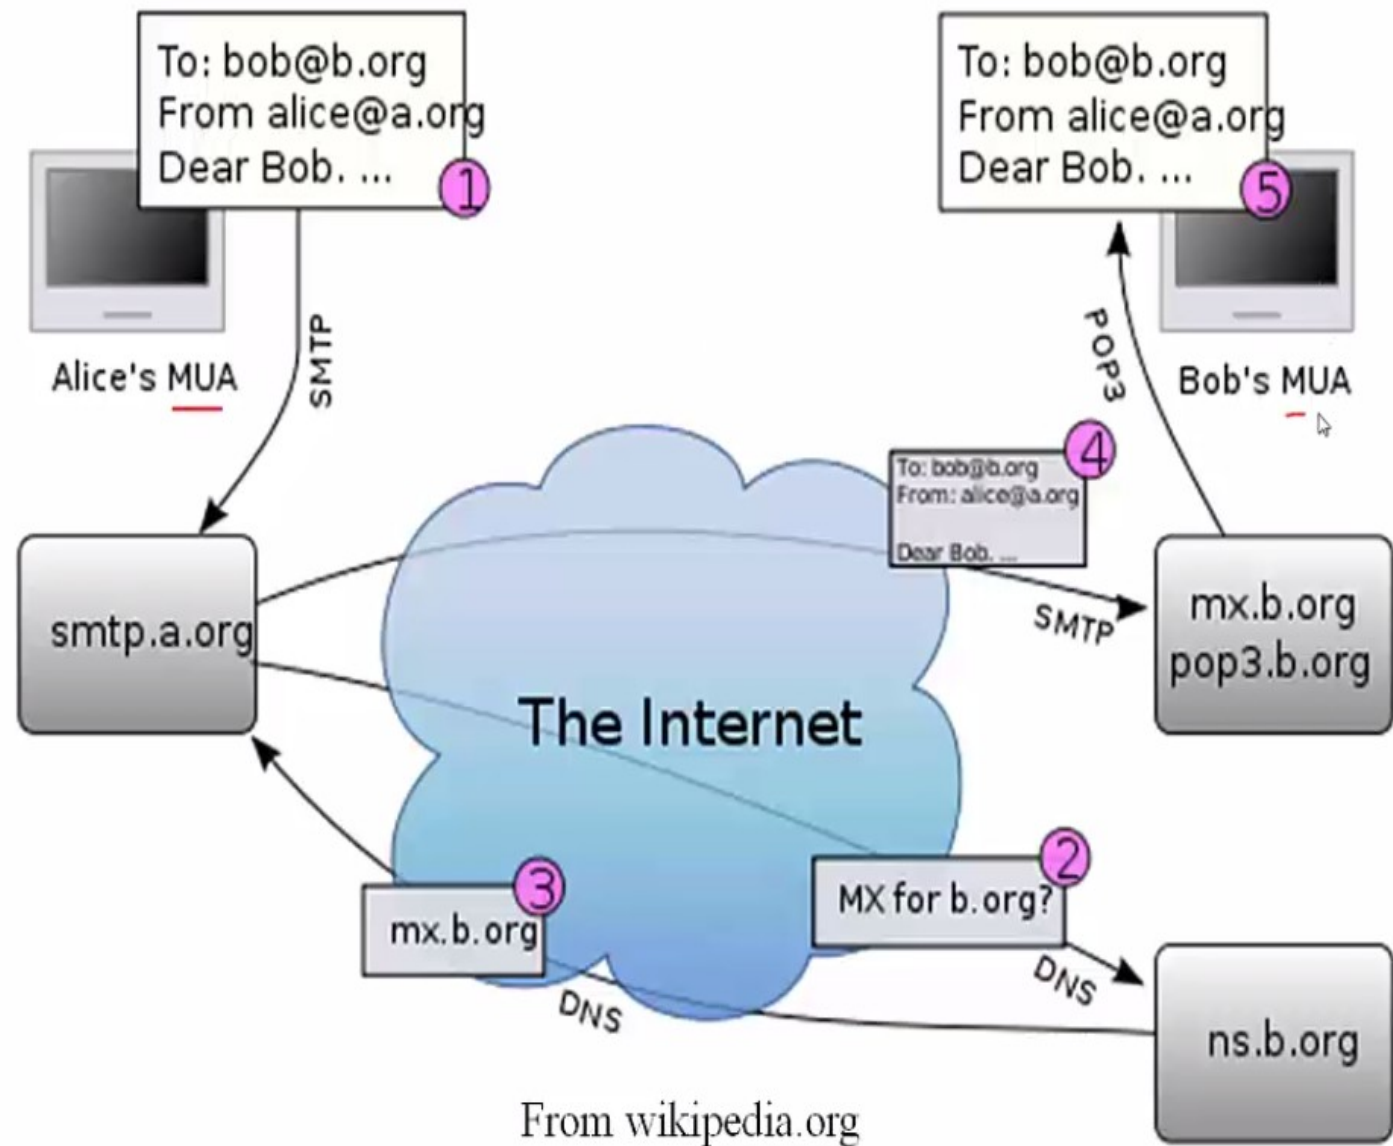 To: bob@b.org
From alice@a.org
Dear Bob. ...
1
To: bob@b.org
From alice@a.org
Dear Bob. ...
5
Alice's MUA
SMTP
POP3
Bob's MUA
4
To: bob@b.org
From: alice@a.org
Dear Bob. ...
SMTP
smtp.a.org
mx.b.org
pop3.b.org
The Internet
3
mx.b.org
DNS
2
MX for b.org?
DNS
ns.b.org
From wikipedia.org